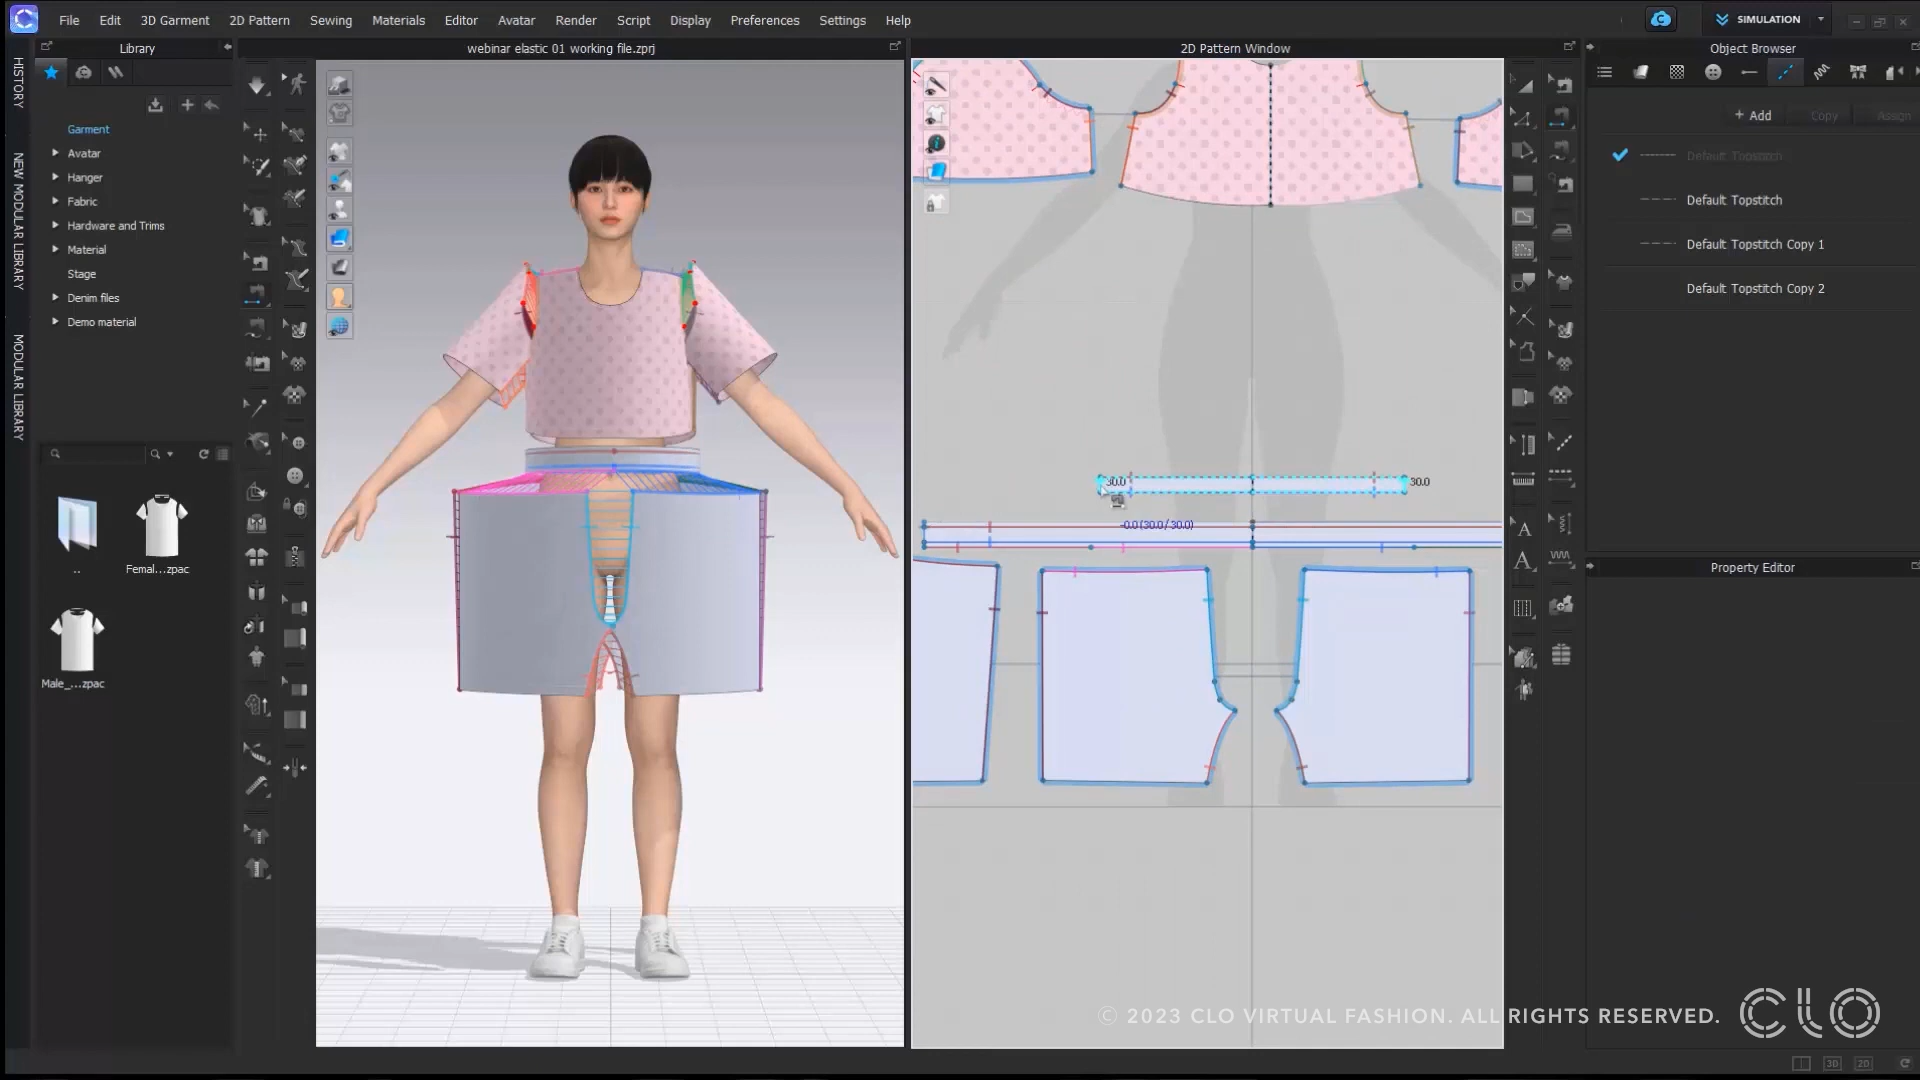 File Edit 3D Garment 2D Pattern Sewing Materials Editor Avatar Render Script Display Preferences Settings Help
SIMULATION
Library
webinar elastic 01 working file.zprj
2D Pattern Window
Object Browser
HISTORY
NEW MODULAR LIBRARY
MODULAR LIBRARY
Garment
Avatar
Hanger
Fabric
Hardware and Trims
Material
Stage
Denim files
Demo material
..
Femal...zpac
Male_...zpac
30.0
30.0
-0.0 (30.0 / 30.0)
+ Add Copy Assign
Default Topstitch
Default Topstitch
Default Topstitch Copy 1
Default Topstitch Copy 2
Property Editor
© 2023 CLO VIRTUAL FASHION. ALL RIGHTS RESERVED.
CLO
3D 2D